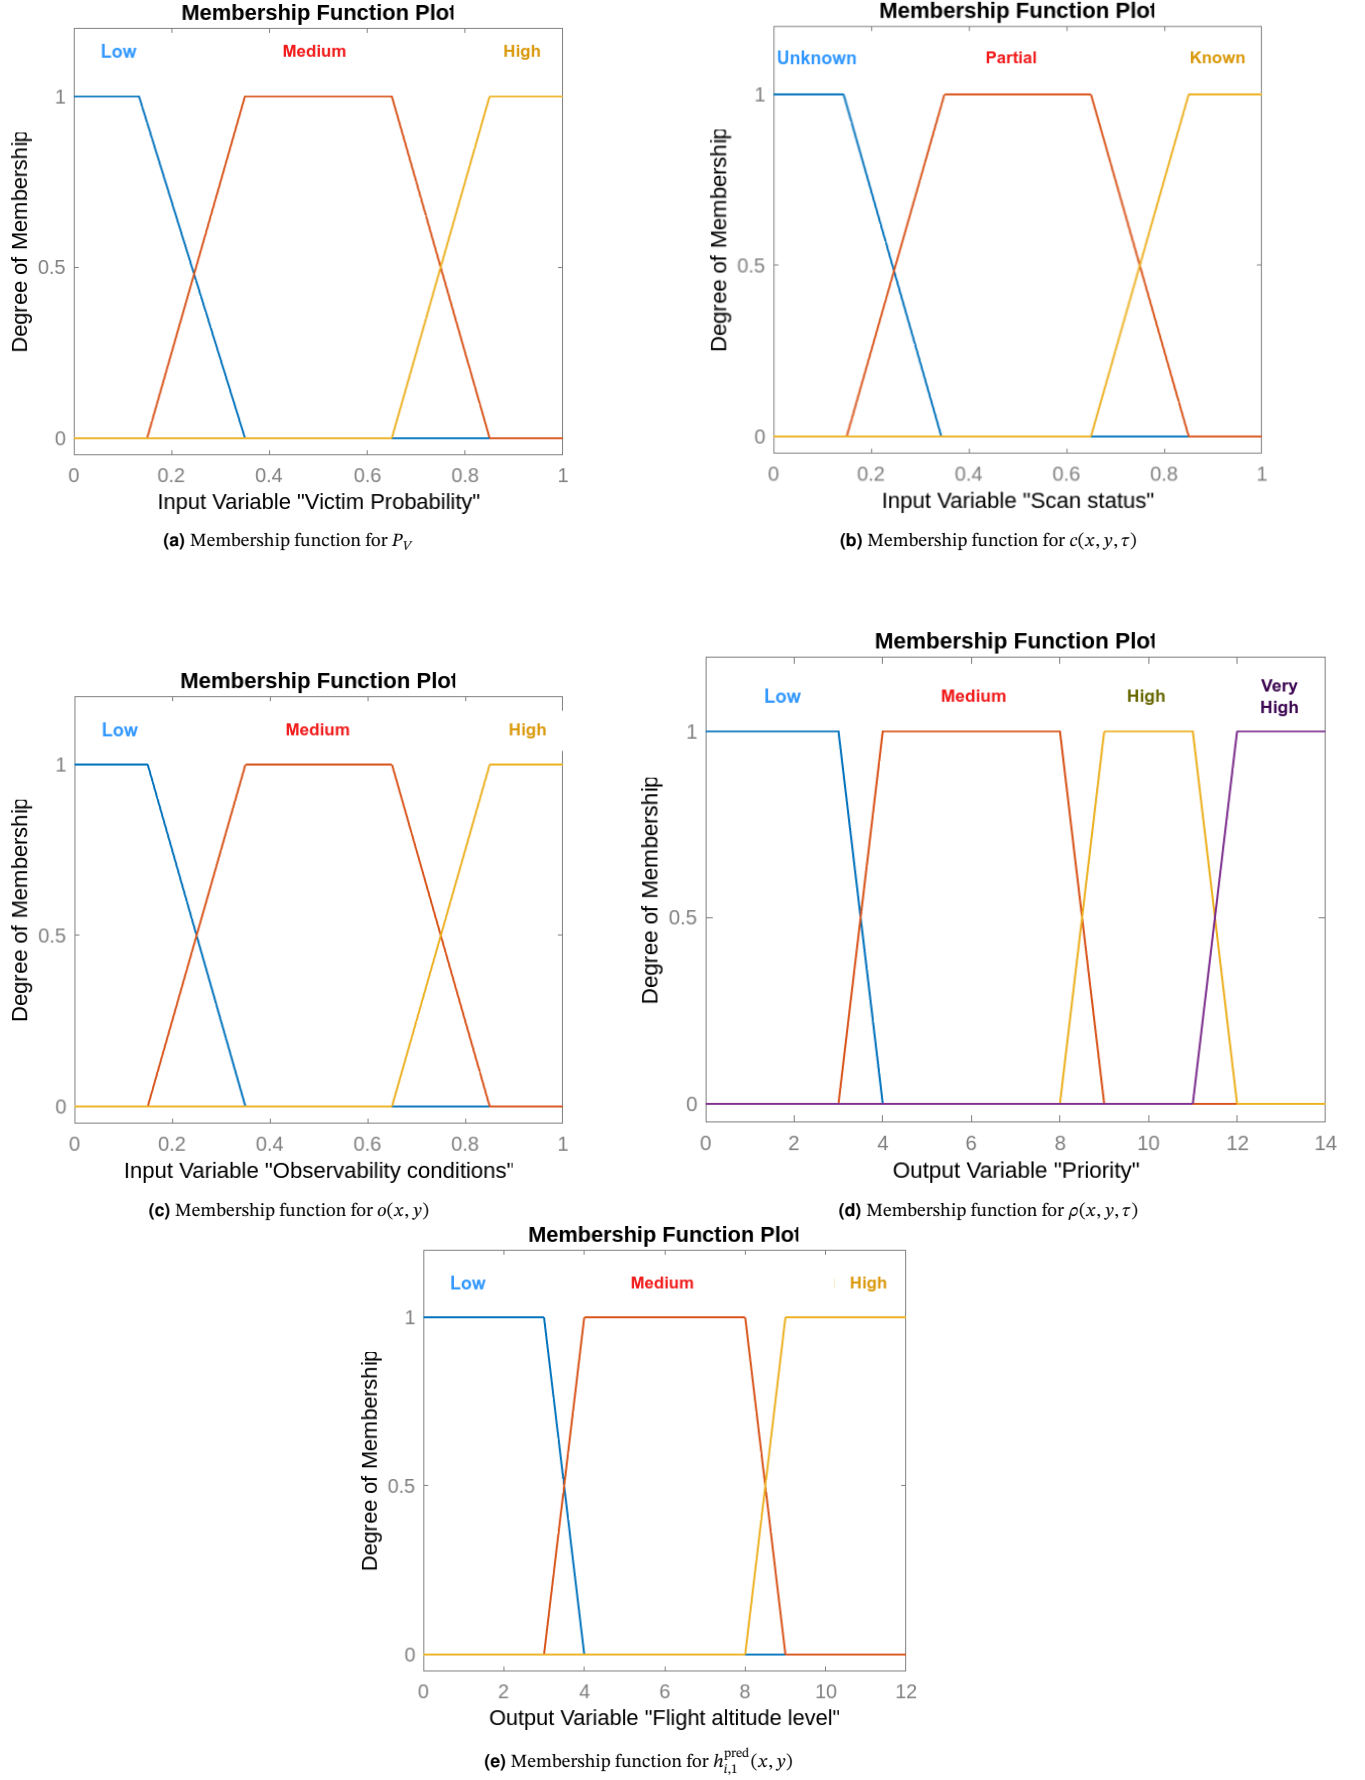 Membership Function Plot
Low Medium High
1
0.5
0
Degree of Membership
0 0.2 0.4 0.6 0.8 1
Input Variable "Victim Probability"
(a) Membership function for P_V
Membership Function Plot
Unknown Partial Known
1
0.5
0
Degree of Membership
0 0.2 0.4 0.6 0.8 1
Input Variable "Scan status"
(b) Membership function for c(x, y, τ)
Membership Function Plot
Low Medium High
1
0.5
0
Degree of Membership
0 0.2 0.4 0.6 0.8 1
Input Variable "Observability conditions"
(c) Membership function for o(x, y)
Membership Function Plot
Low Medium High Very
High
1
0.5
0
Degree of Membership
0 2 4 6 8 10 12 14
Output Variable "Priority"
(d) Membership function for ρ(x, y, τ)
Membership Function Plot
Low Medium High
1
0.5
0
Degree of Membership
0 2 4 6 8 10 12
Output Variable "Flight altitude level"
(e) Membership function for h_{i,1}^{pred}(x, y)